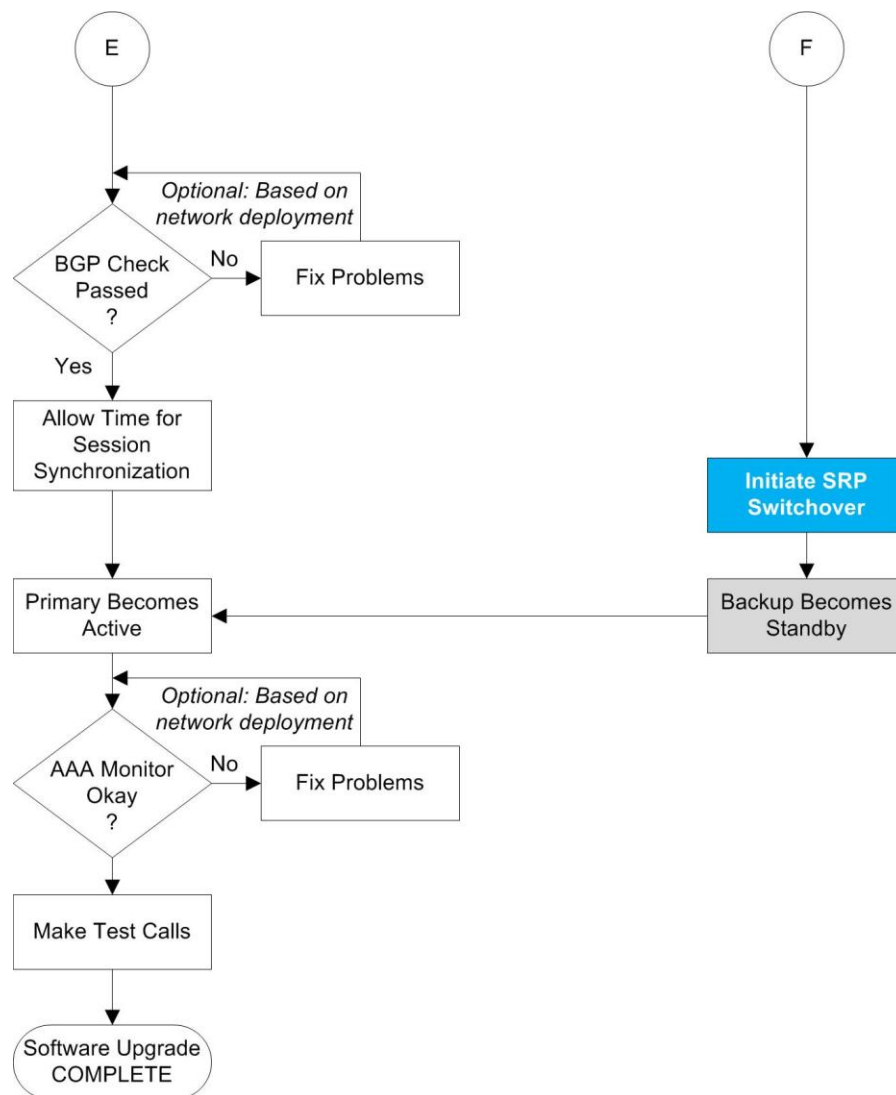 E
F
Optional: Based on
network deployment
BGP Check
Passed
?
No
Fix Problems
Yes
Allow Time for
Session
Synchronization
Initiate SRP
Switchover
Primary Becomes
Active
Backup Becomes
Standby
Optional: Based on
network deployment
AAA Monitor
Okay
?
No
Fix Problems
Make Test Calls
Software Upgrade
COMPLETE